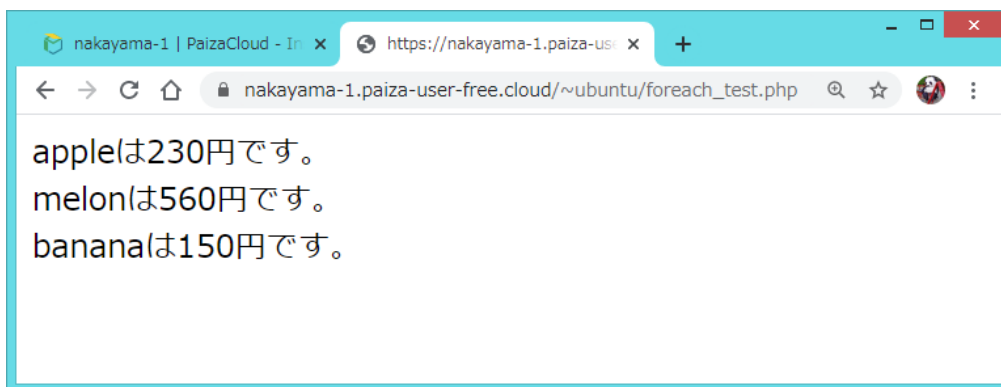 nakayama-1 | PaizaCloud - In
https://nakayama-1.paiza-use
nakayama-1.paiza-user-free.cloud/~ubuntu/foreach_test.php
appleは230円です。
melonは560円です。
bananaは150円です。